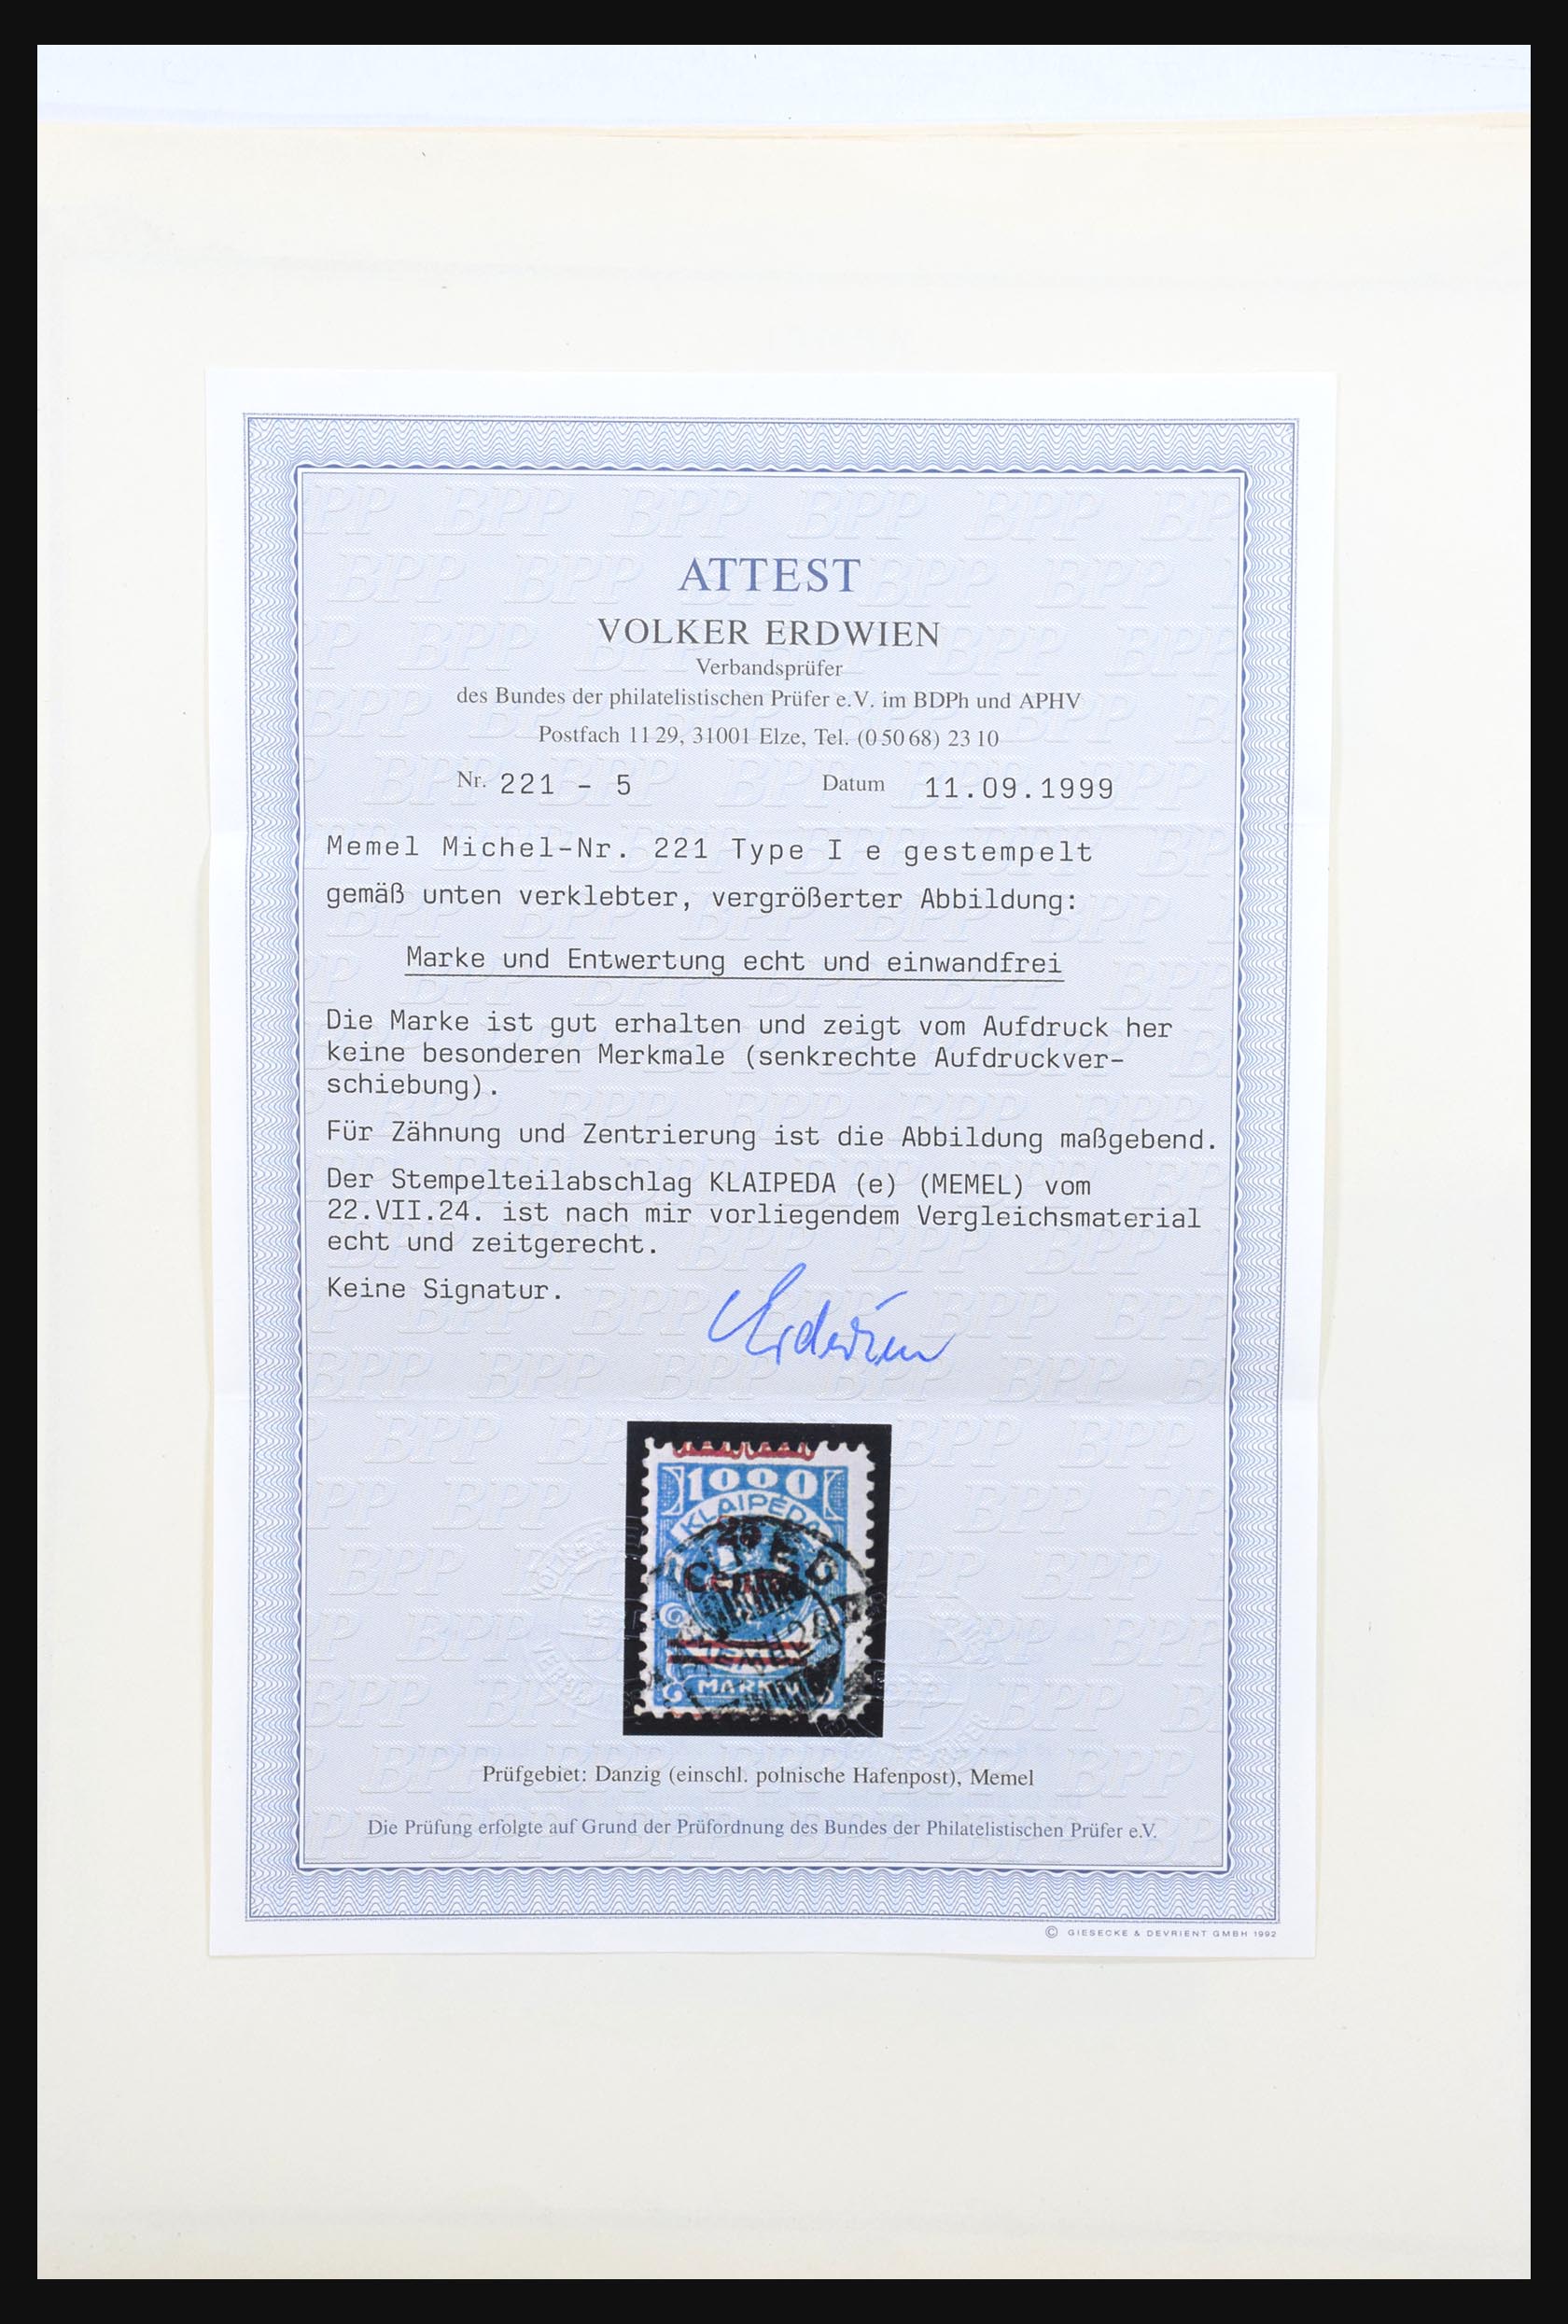 ATTEST
VOLKER ERDWIEN
Verbandsprüfer
des Bundes der philatelistischen Prüfer e.V. im BDPh und APHV
Postfach 11 29, 31001 Elze, Tel. (0 50 68) 23 10
Nr. 221 - 5 Datum 11.09.1999
Memel Michel-Nr. 221 Type I e gestempelt
gemäß unten verklebter, vergrößerter Abbildung:
Marke und Entwertung echt und einwandfrei
Die Marke ist gut erhalten und zeigt vom Aufdruck her
keine besonderen Merkmale (senkrechte Aufdruckver-
schiebung).
Für Zähnung und Zentrierung ist die Abbildung maßgebend.
Der Stempelteilabschlag KLAIPEDA (e) (MEMEL) vom
22.VII.24. ist nach mir vorliegendem Vergleichsmaterial
echt und zeitgerecht.
Keine Signatur.
Erdwien
1000
KLAIPĖDA
Prüfgebiet: Danzig (einschl. polnische Hafenpost), Memel
Die Prüfung erfolgte auf Grund der Prüfordnung des Bundes der Philatelistischen Prüfer e.V.
© GIESECKE & DEVRIENT GMBH 1992